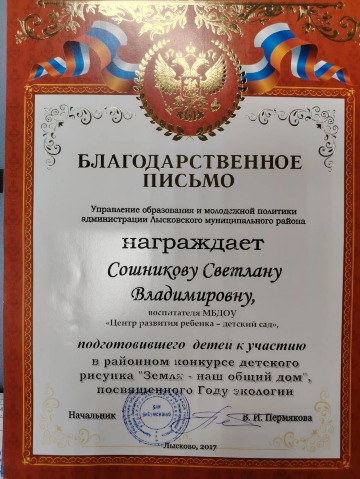 БЛАГОДАРСТВЕННОЕ
ПИСЬМО
Управление образования и молодежной политики
администрации Лысковского муниципального района
награждает
Сошникову Светлану
Владимировну,
воспитателя МБДОУ
«Центр развития ребенка – детский сад»,
подготовившего детей к участию
в районном конкурсе детского
рисунка "Земля - наш общий дом",
посвященного Году экологии
Начальник В. И. Пермякова
Лысково, 2017